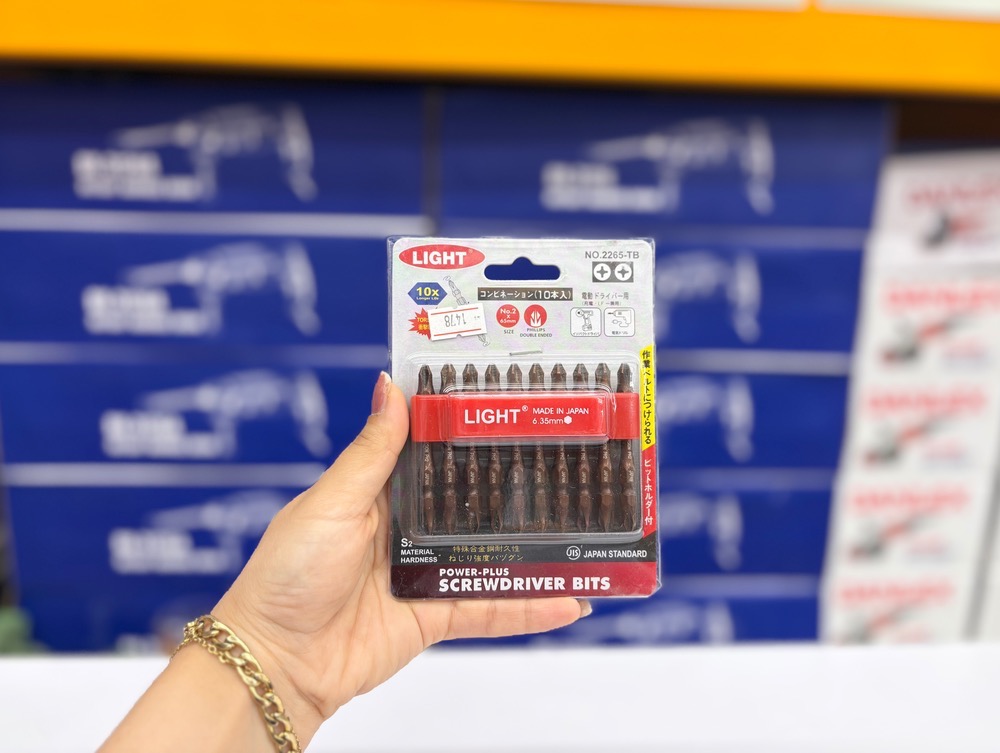 LIGHT
NO.2265-TB
10x
Longer Life
コンビネーション(10本入)
電動ドライバー用
1478
No.2
x
65mm
SIZE
PHILLIPS
DOUBLE ENDED
LIGHT® MADE IN JAPAN
6.35mm
作業ベルトにつけられる
ビットホルダー付
S2
MATERIAL
HARDNESS
特殊合金鋼耐久性
ねじり強度バツグン
JIS JAPAN STANDARD
POWER-PLUS
SCREWDRIVER BITS